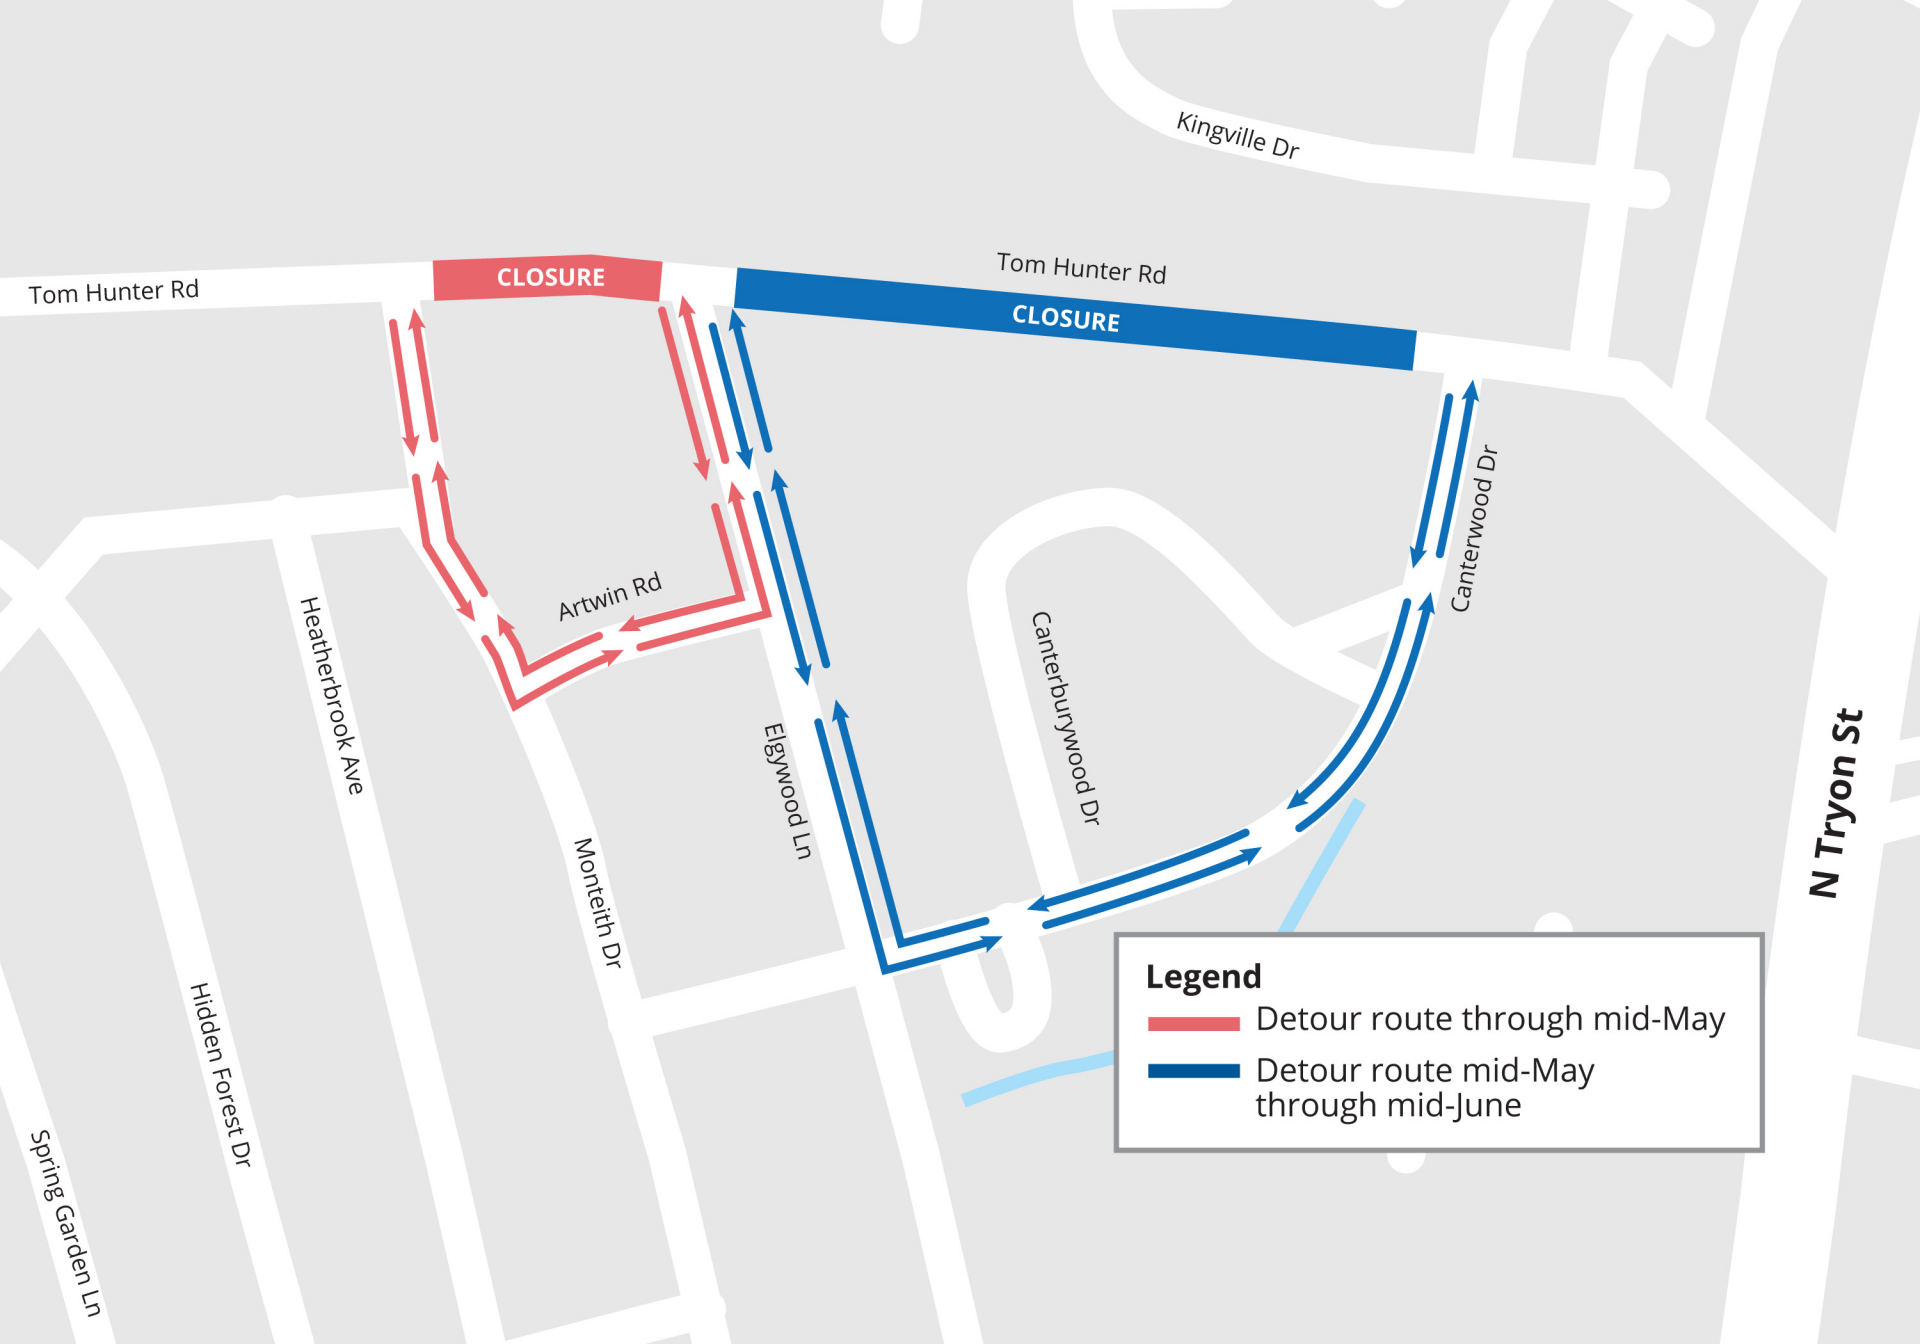 Kingville Dr
Tom Hunter Rd
Tom Hunter Rd
CLOSURE
CLOSURE
Canterwood Dr
Artwin Rd
Heatherbrook Ave
Canterburywood Dr
Elgywood Ln
N Tryon St
Monteith Dr
Hidden Forest Dr
Spring Garden Ln
Legend
Detour route through mid-May
Detour route mid-May
through mid-June